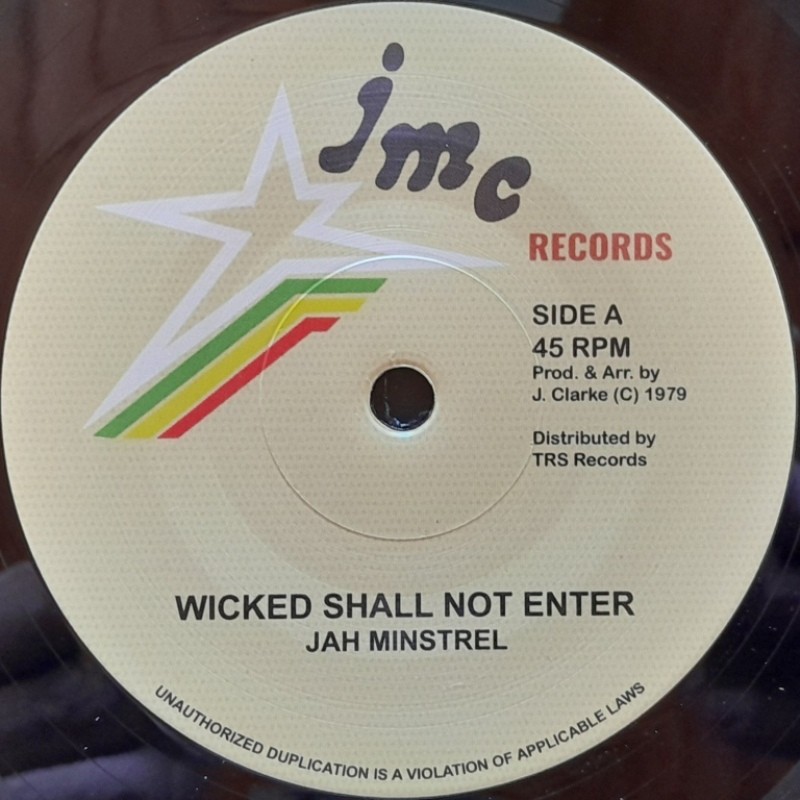 jmc
RECORDS
SIDE A
45 RPM
Prod. & Arr. by
J. Clarke (C) 1979
Distributed by
TRS Records
WICKED SHALL NOT ENTER
JAH MINSTREL
UNAUTHORIZED DUPLICATION IS A VIOLATION OF APPLICABLE LAWS